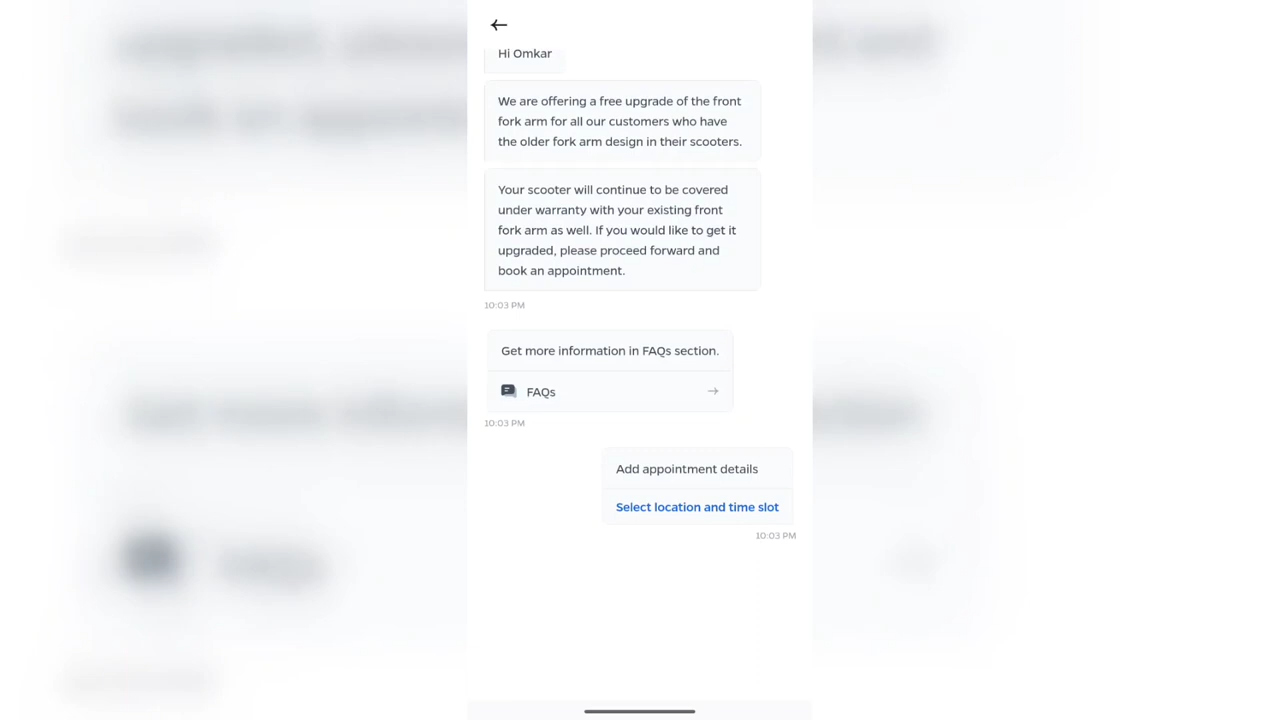 Hi Omkar
We are offering a free upgrade of the front
fork arm for all our customers who have
the older fork arm design in their scooters.
Your scooter will continue to be covered
under warranty with your existing front
fork arm as well. If you would like to get it
upgraded, please proceed forward and
book an appointment.
10:03 PM
Get more information in FAQs section.
FAQs
10:03 PM
Add appointment details
Select location and time slot
10:03 PM